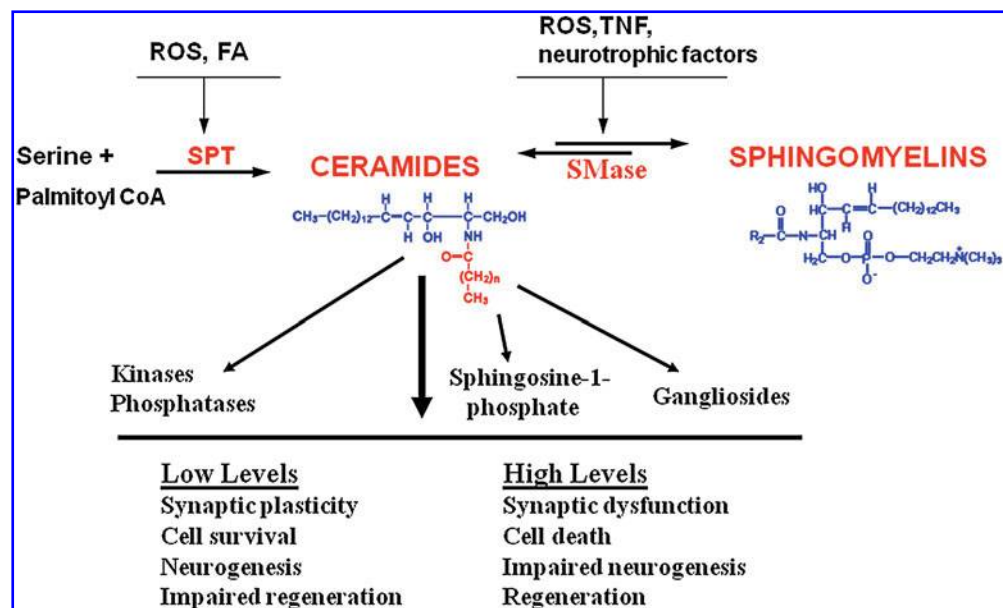 ROS, FA
ROS,TNF,
neurotrophic factors
Serine +
Palmitoyl CoA
SPT
CERAMIDES
SMase
SPHINGOMYELINS
CH₃—(CH₂)₁₂
H
H
H
OH
CH₂OH
NH
O
C
(CH₂)n
CH₃
HO
H
H
(CH₂)₁₂CH₃
O
R₂—C—N—CH
H
H₂C—O—P—O—CH₂CH₂N(CH₃)₃
+
O
O⁻
Kinases
Phosphatases
Sphingosine-1-
phosphate
Gangliosides
Low Levels
Synaptic plasticity
Cell survival
Neurogenesis
Impaired regeneration
High Levels
Synaptic dysfunction
Cell death
Impaired neurogenesis
Regeneration